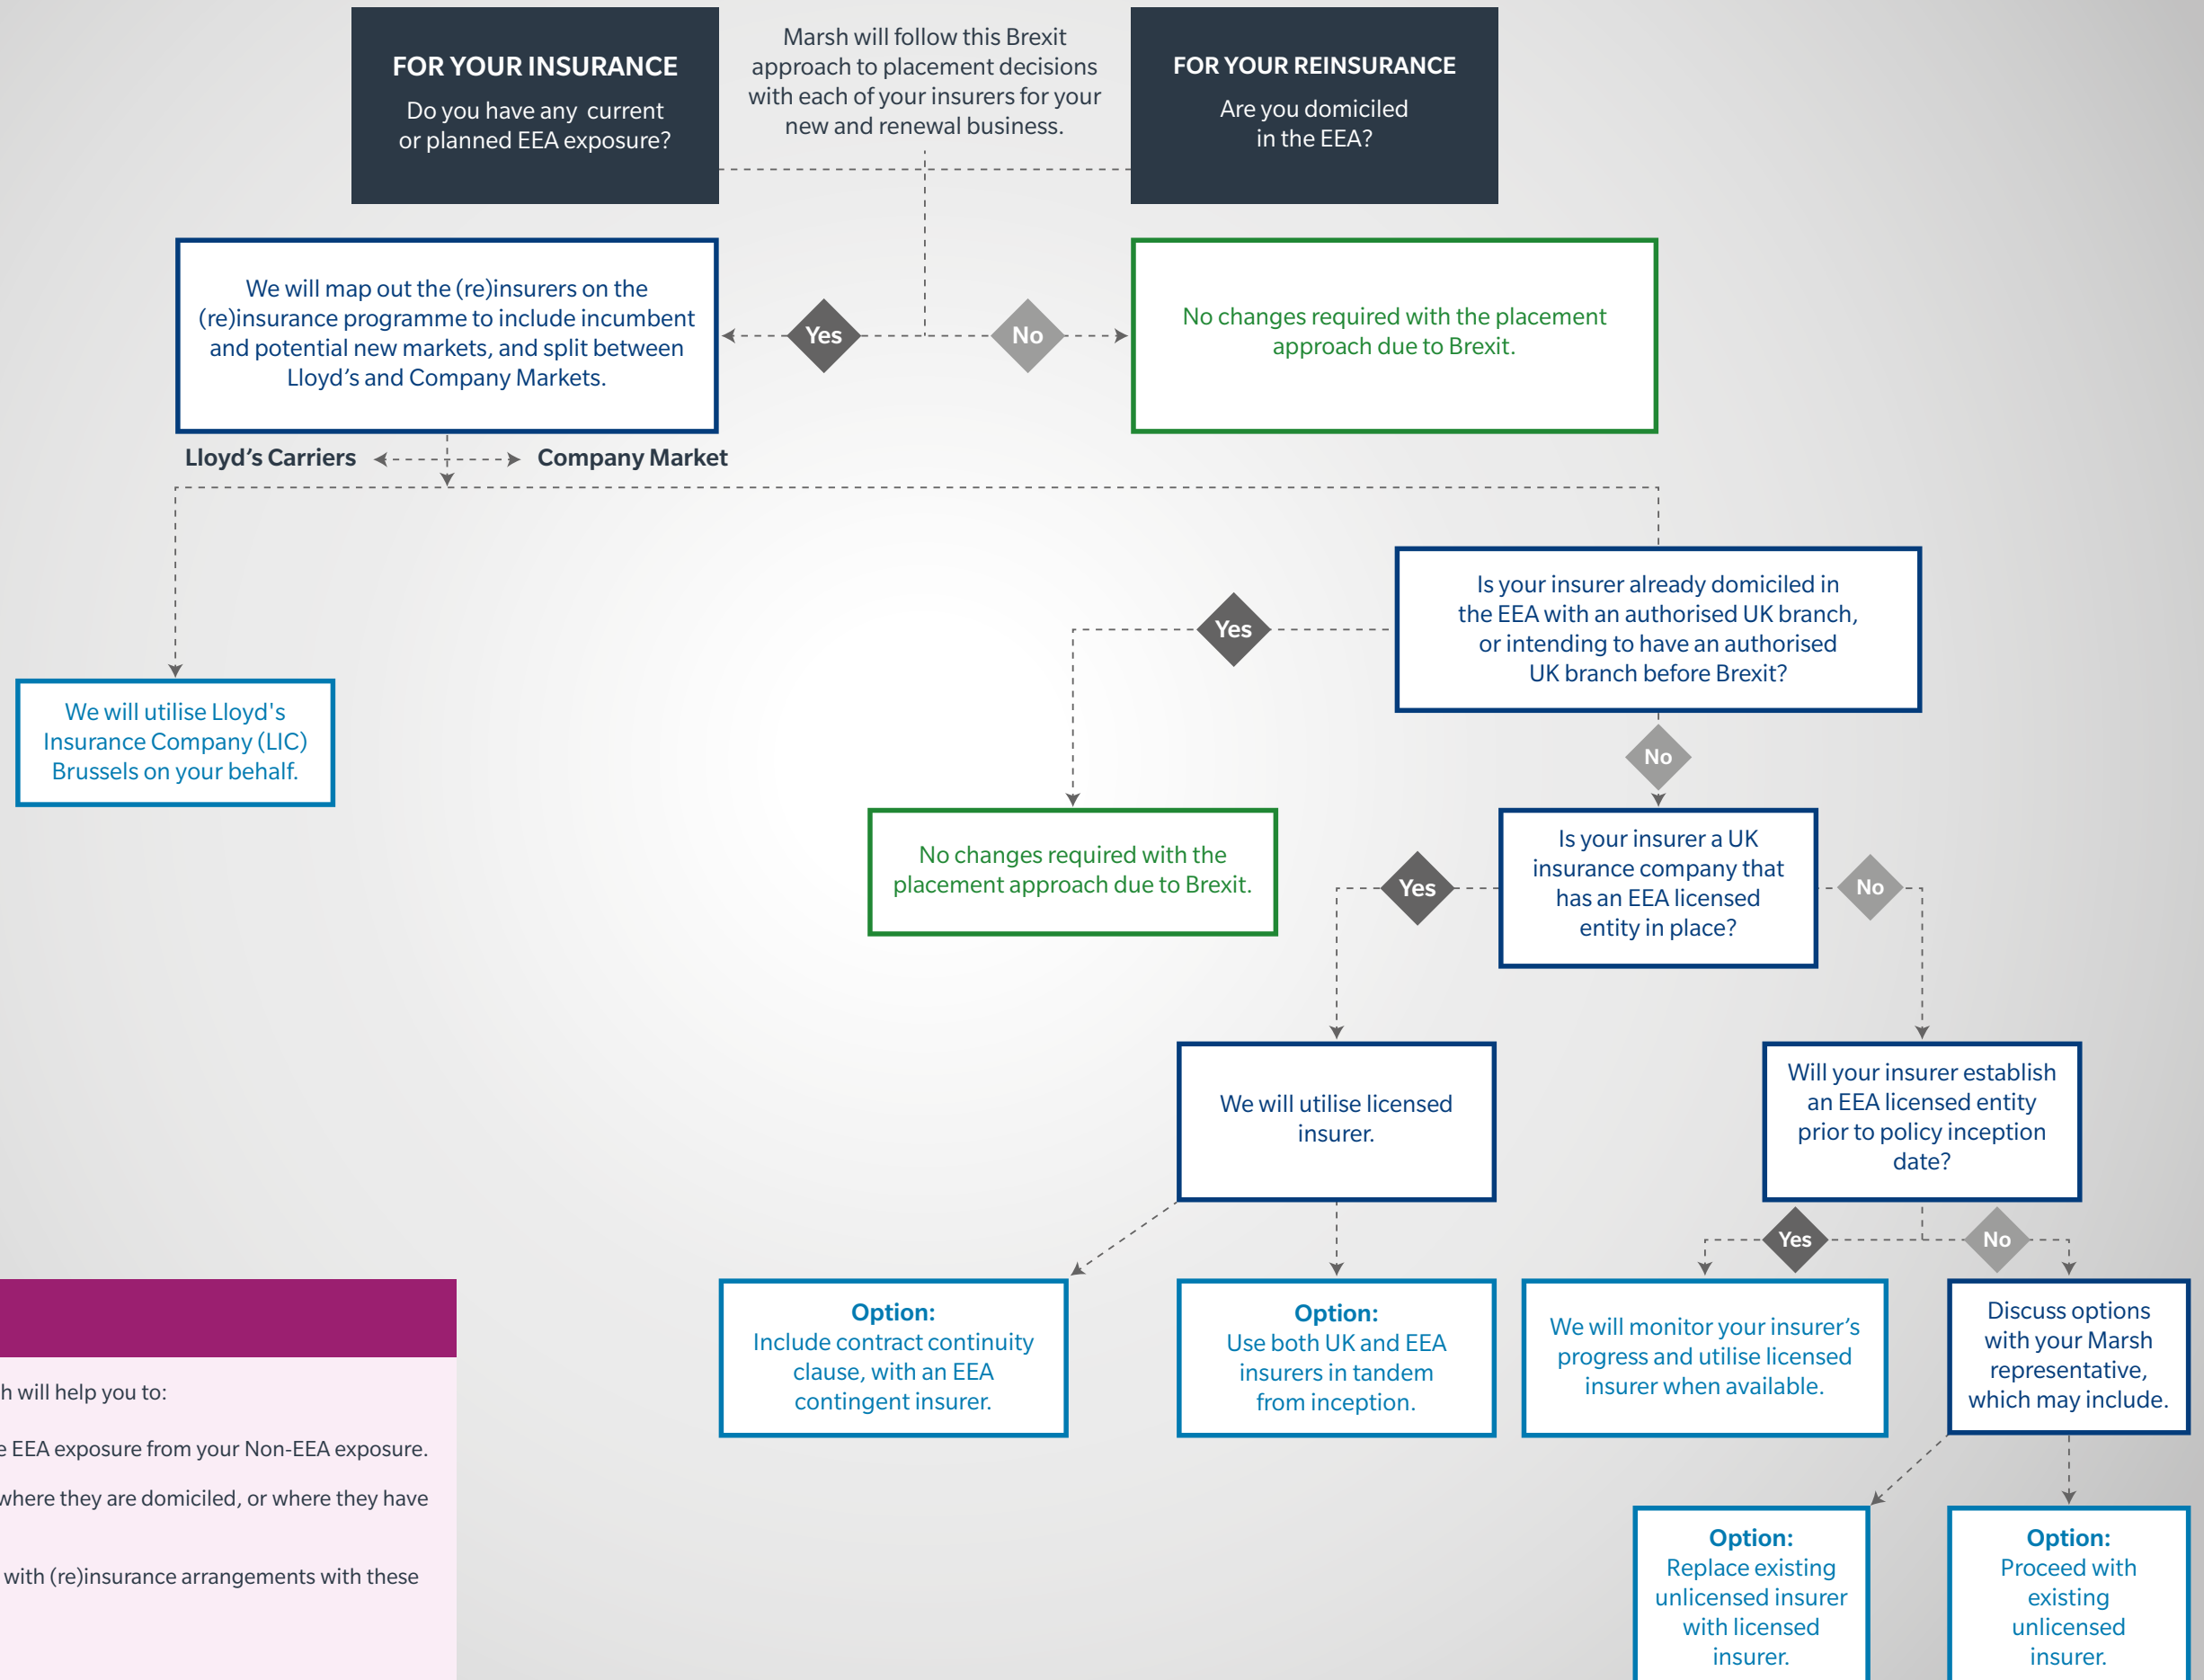 FOR YOUR INSURANCE
Do you have any current
or planned EEA exposure?
Marsh will follow this Brexit
approach to placement decisions
with each of your insurers for your
new and renewal business.
FOR YOUR REINSURANCE
Are you domiciled
in the EEA?
We will map out the (re)insurers on the
(re)insurance programme to include incumbent
and potential new markets, and split between
Lloyd’s and Company Markets.
Yes
No
No changes required with the placement
approach due to Brexit.
Lloyd’s Carriers
Company Market
Is your insurer already domiciled in
the EEA with an authorised UK branch,
or intending to have an authorised
UK branch before Brexit?
Yes
No
We will utilise Lloyd's
Insurance Company (LIC)
Brussels on your behalf.
No changes required with the
placement approach due to Brexit.
Is your insurer a UK
insurance company that
has an EEA licensed
entity in place?
Yes
No
We will utilise licensed
insurer.
Will your insurer establish
an EEA licensed entity
prior to policy inception
date?
Yes
No
Option:
Include contract continuity
clause, with an EEA
contingent insurer.
Option:
Use both UK and EEA
insurers in tandem
from inception.
We will monitor your insurer’s
progress and utilise licensed
insurer when available.
Discuss options
with your Marsh
representative,
which may include.
Option:
Replace existing
unlicensed insurer
with licensed
insurer.
Option:
Proceed with
existing
unlicensed
insurer.
h will help you to:
e EEA exposure from your Non-EEA exposure.
where they are domiciled, or where they have
with (re)insurance arrangements with these